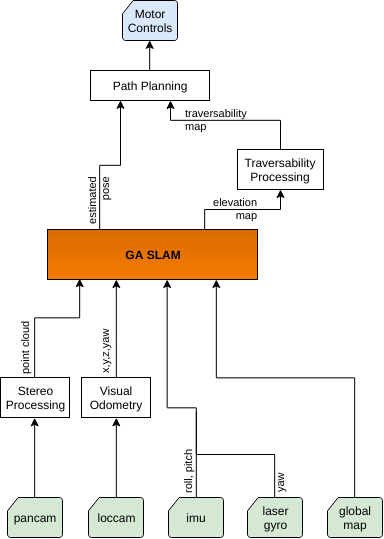 Motor
Controls
Path Planning
traversability
map
Traversability
Processing
estimated
pose
elevation
map
GA SLAM
point cloud
x,y,z,yaw
Stereo
Processing
Visual
Odometry
roll, pitch
yaw
pancam
loccam
imu
laser
gyro
global
map